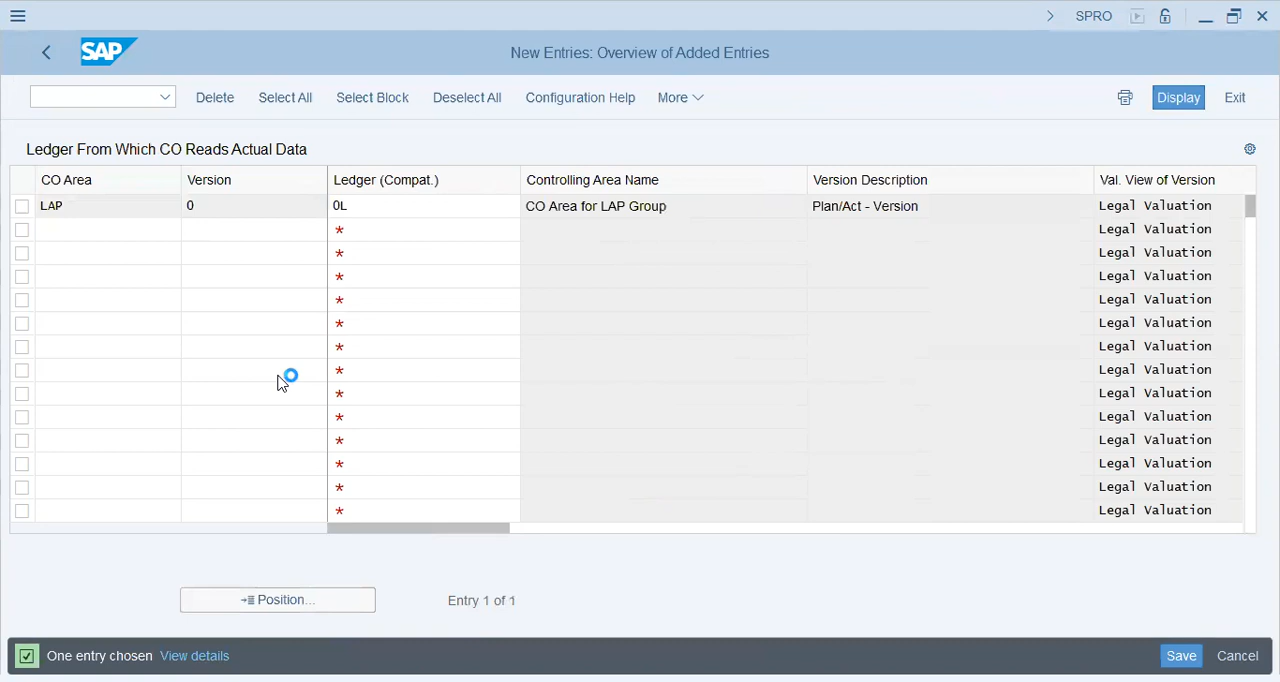 SPRO
SAP New Entries: Overview of Added Entries
Delete Select All Select Block Deselect All Configuration Help More Display Exit
Ledger From Which CO Reads Actual Data
CO Area Version Ledger (Compat.) Controlling Area Name Version Description Val. View of Version
LAP 0 0L CO Area for LAP Group Plan/Act - Version Legal Valuation
* Legal Valuation
* Legal Valuation
* Legal Valuation
* Legal Valuation
* Legal Valuation
* Legal Valuation
* Legal Valuation
* Legal Valuation
* Legal Valuation
* Legal Valuation
* Legal Valuation
* Legal Valuation
* Legal Valuation
Position... Entry 1 of 1
One entry chosen View details Save Cancel